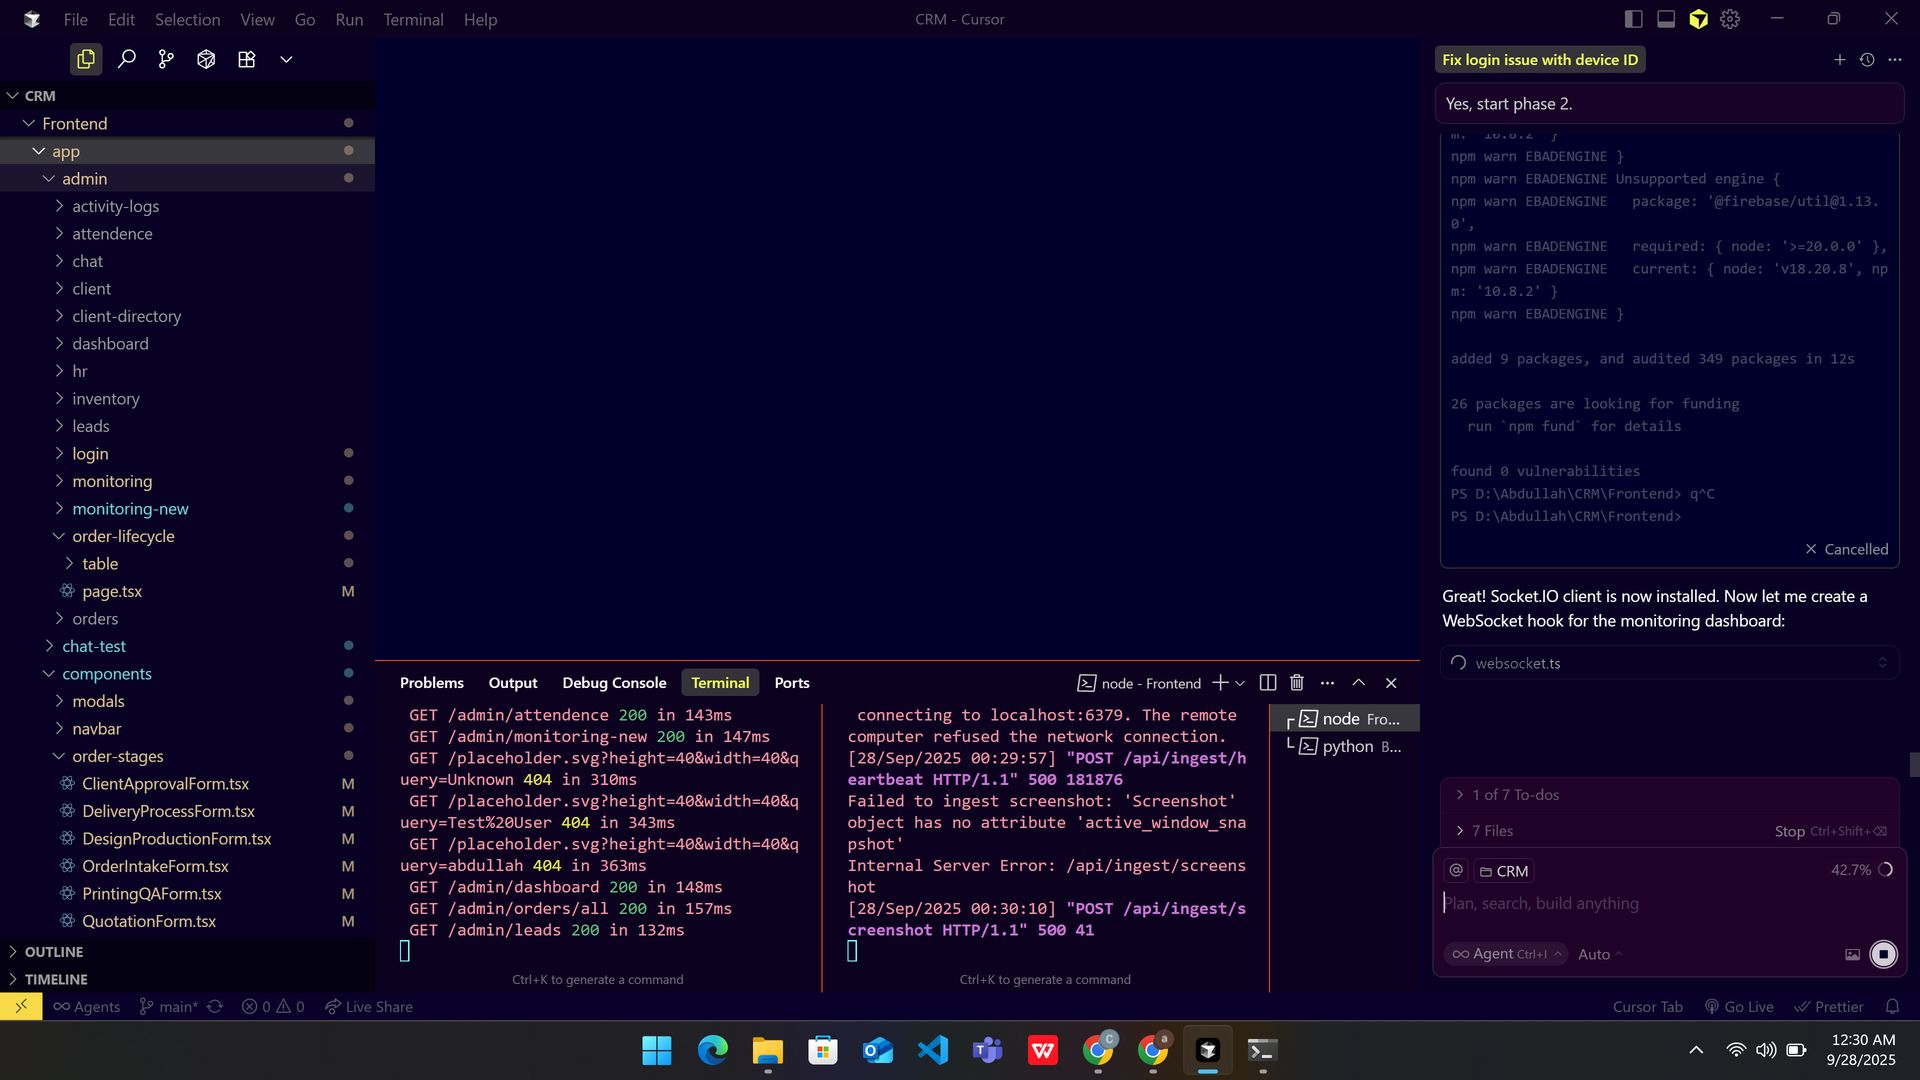 File Edit Selection View Go Run Terminal Help
CRM - Cursor
CRM
Frontend
app
admin
activity-logs
attendence
chat
client
client-directory
dashboard
hr
inventory
leads
login
monitoring
monitoring-new
order-lifecycle
table
page.tsx M
orders
chat-test
components
modals
navbar
order-stages
ClientApprovalForm.tsx M
DeliveryProcessForm.tsx M
DesignProductionForm.tsx M
OrderIntakeForm.tsx M
PrintingQAForm.tsx M
QuotationForm.tsx M
OUTLINE
TIMELINE
Problems Output Debug Console Terminal Ports
node - Frontend
GET /admin/attendence 200 in 143ms
GET /admin/monitoring-new 200 in 147ms
GET /placeholder.svg?height=40&width=40&q
uery=Unknown 404 in 310ms
GET /placeholder.svg?height=40&width=40&q
uery=Test%20User 404 in 343ms
GET /placeholder.svg?height=40&width=40&q
uery=abdullah 404 in 363ms
GET /admin/dashboard 200 in 148ms
GET /admin/orders/all 200 in 157ms
GET /admin/leads 200 in 132ms
Ctrl+K to generate a command
connecting to localhost:6379. The remote
computer refused the network connection.
[28/Sep/2025 00:29:57] "POST /api/ingest/h
eartbeat HTTP/1.1" 500 181876
Failed to ingest screenshot: 'Screenshot'
object has no attribute 'active_window_sna
pshot'
Internal Server Error: /api/ingest/screens
hot
[28/Sep/2025 00:30:10] "POST /api/ingest/s
creenshot HTTP/1.1" 500 41
Ctrl+K to generate a command
node Fro...
python B...
Fix login issue with device ID
Yes, start phase 2.
m: '10.8.2' }
npm warn EBADENGINE }
npm warn EBADENGINE Unsupported engine {
npm warn EBADENGINE   package: '@firebase/util@1.13.
0',
npm warn EBADENGINE   required: { node: '>=20.0.0' },
npm warn EBADENGINE   current: { node: 'v18.20.8', np
m: '10.8.2' }
npm warn EBADENGINE }
added 9 packages, and audited 349 packages in 12s
26 packages are looking for funding
run `npm fund` for details
found 0 vulnerabilities
PS D:\Abdullah\CRM\Frontend> q^C
PS D:\Abdullah\CRM\Frontend>
Cancelled
Great! Socket.IO client is now installed. Now let me create a
WebSocket hook for the monitoring dashboard:
websocket.ts
1 of 7 To-dos
7 Files Stop Ctrl+Shift+⌫
@ CRM 42.7%
Plan, search, build anything
Agent Ctrl+I Auto
Agents main* 0 0 Live Share
Cursor Tab Go Live Prettier
12:30 AM
9/28/2025